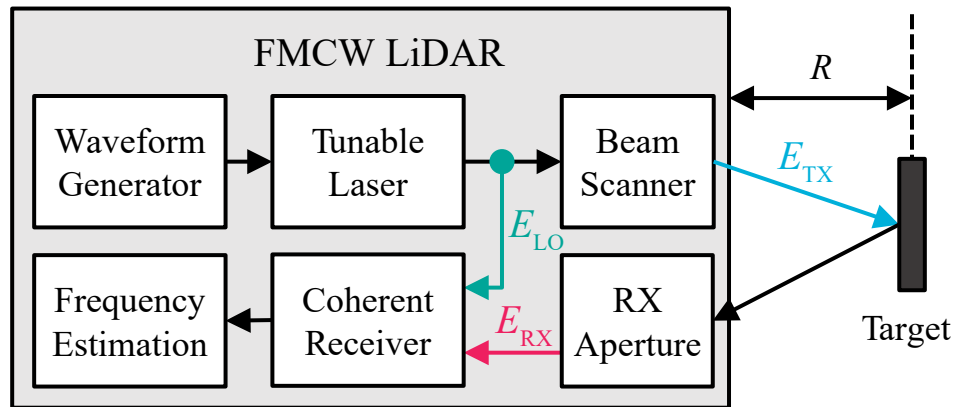 FMCW LiDAR
R
Waveform
Generator
Tunable
Laser
Beam
Scanner
E_TX
E_LO
Frequency
Estimation
Coherent
Receiver
E_RX
RX
Aperture
Target